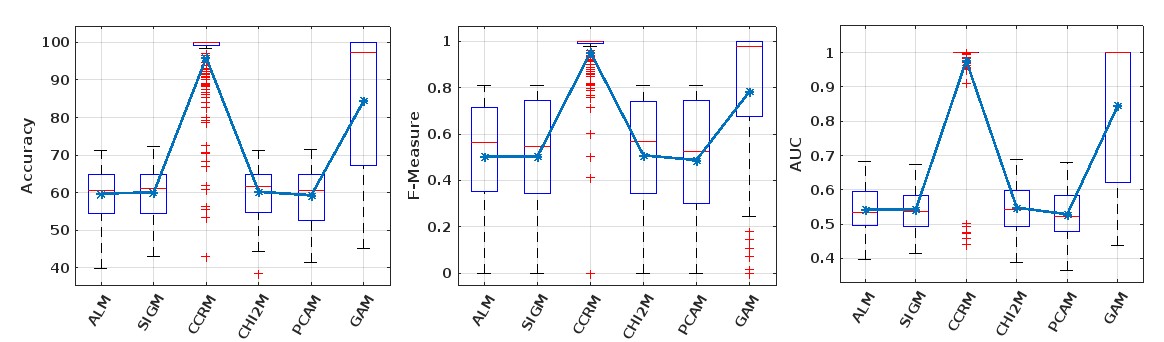 Accuracy
100
90
80
70
60
50
40
ALM
SIGM
CCRM
CHI2M
PCAM
GAM
F-Measure
1
0.8
0.6
0.4
0.2
0
ALM
SIGM
CCRM
CHI2M
PCAM
GAM
AUC
1
0.9
0.8
0.7
0.6
0.5
0.4
ALM
SIGM
CCRM
CHI2M
PCAM
GAM